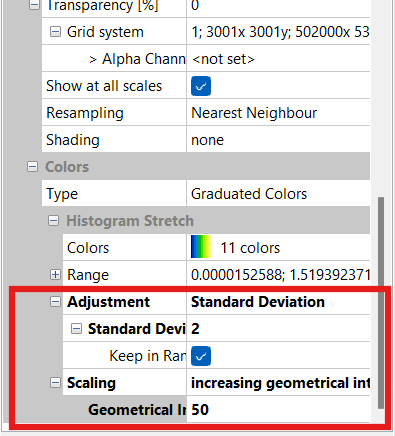 Transparency [%] 0
Grid system 1; 3001x 3001y; 502000x 53
> Alpha Chann <not set>
Show at all scales
Resampling Nearest Neighbour
Shading none
Colors
Type Graduated Colors
Histogram Stretch
Colors 11 colors
Range 0.0000152588; 1.519392371
Adjustment Standard Deviation
Standard Devi 2
Keep in Ran
Scaling increasing geometrical int
Geometrical In 50